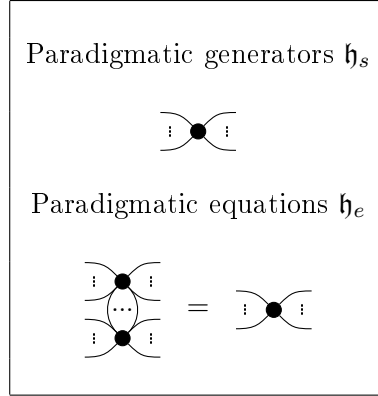 Paradigmatic generators 𝔥ₛ
Paradigmatic equations 𝔥ₑ
=